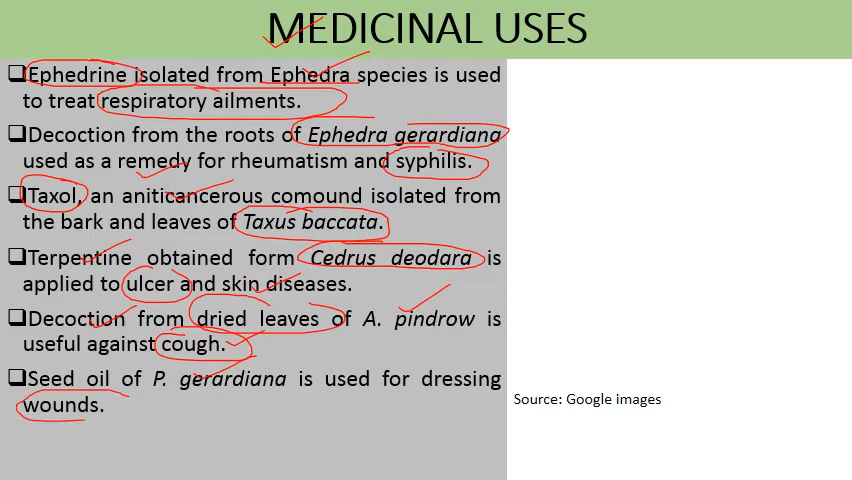 MEDICINAL USES
Ephedrine isolated from Ephedra species is used
to treat respiratory ailments.
Decoction from the roots of Ephedra gerardiana
used as a remedy for rheumatism and syphilis.
Taxol, an aniticancerous comound isolated from
the bark and leaves of Taxus baccata.
Terpentine obtained form Cedrus deodara is
applied to ulcer and skin diseases.
Decoction from dried leaves of A. pindrow is
useful against cough.
Seed oil of P. gerardiana is used for dressing
wounds.
Source: Google images